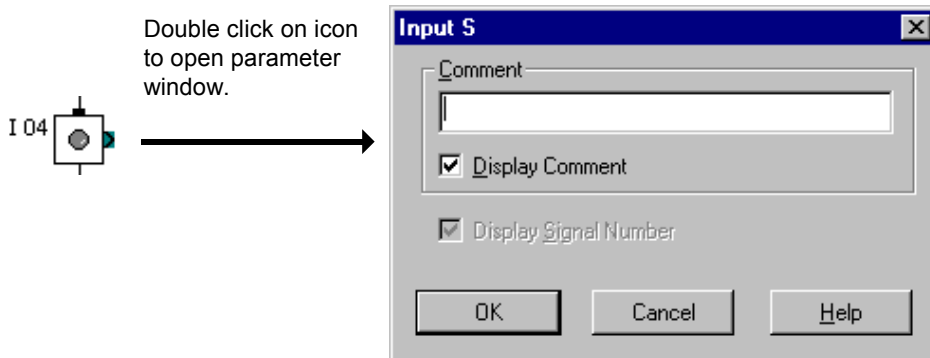 Double click on icon
to open parameter
window.
I 04
Input S
Comment
Display Comment
Display Signal Number
OK Cancel Help